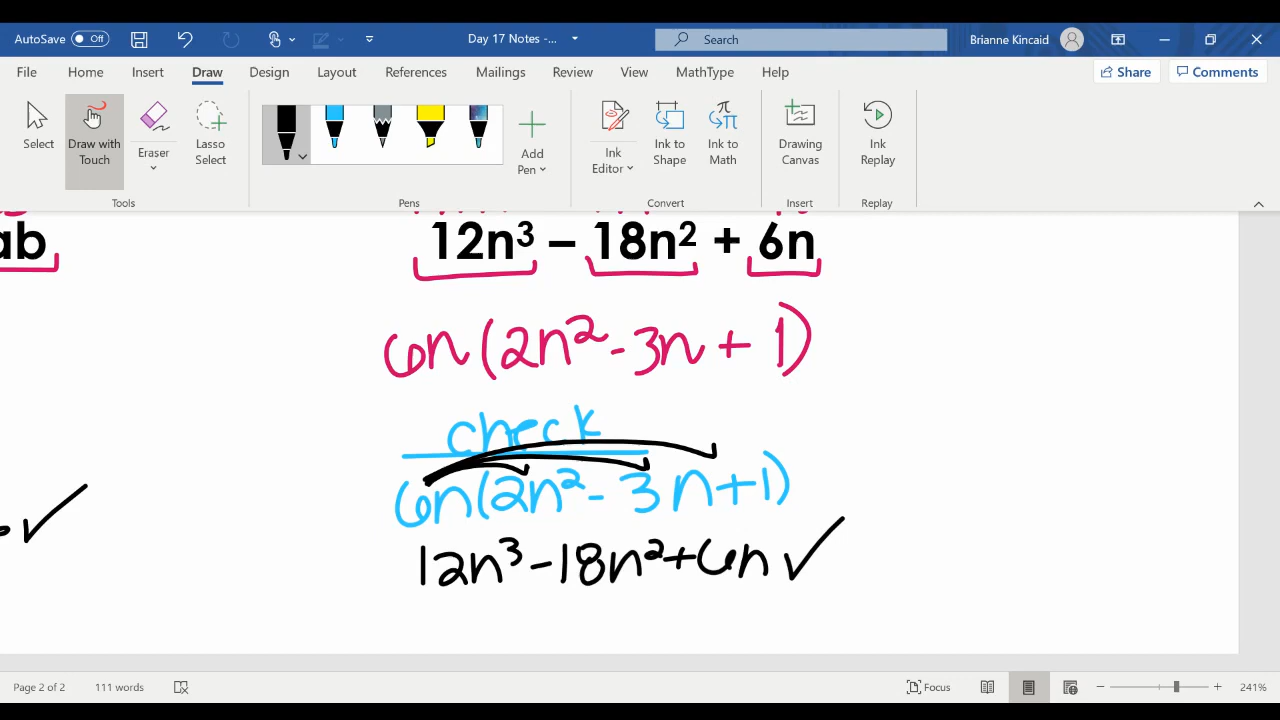 AutoSave Off Day 17 Notes -... Search Brianne Kincaid
File Home Insert Draw Design Layout References Mailings Review View MathType Help Share Comments
Select Draw with Touch Eraser Lasso Select Add Pen Ink Editor Ink to Shape Ink to Math Drawing Canvas Ink Replay
Tools Pens Convert Insert Replay
ab 12n³ – 18n² + 6n
6n(2n² - 3n + 1)
check
6n(2n² - 3n + 1)
12n³ - 18n² + 6n ✓
Page 2 of 2 111 words Focus 241%